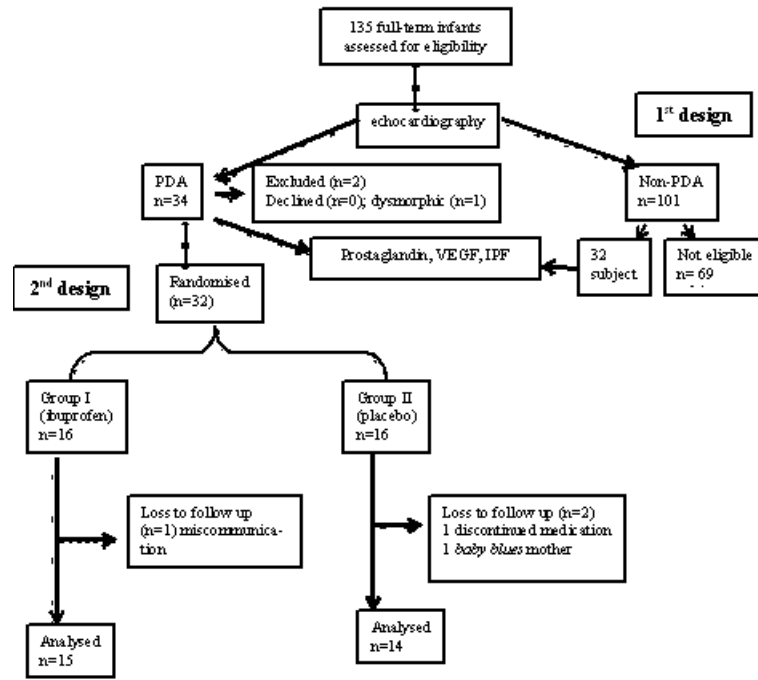 135 full-term infants
assessed for eligibility
echocardiography
1st design
PDA
n=34
Excluded (n=2)
Declined (n=0); dysmorphic (n=1)
Non-PDA
n=101
Prostaglandin, VEGF, IPF
32
subject
Not eligible
n= 69
2nd design
Randomised
(n=32)
Group I
(ibuprofen)
n=16
Group II
(placebo)
n=16
Loss to follow up
(n=1) miscommunica-
tion
Loss to follow up (n=2)
1 discontinued medication
1 baby blues mother
Analysed
n=15
Analysed
n=14